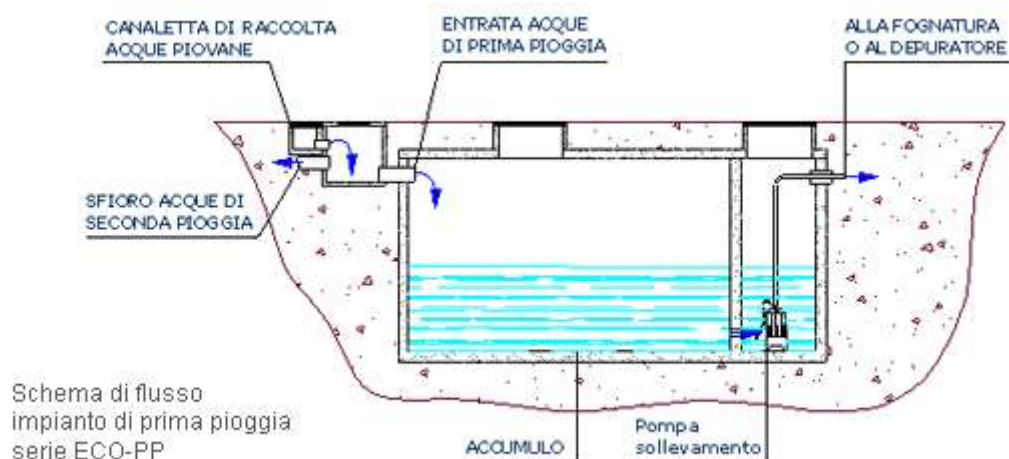 CANALETTA DI RACCOLTA
ACQUE PIOVANE
ENTRATA ACQUE
DI PRIMA PIOGGIA
ALLA FOGNATURA
O AL DEPURATORE
SFIORO ACQUE DI
SECONDA PIOGGIA
Schema di flusso
impianto di prima pioggia
serie ECO-PP
ACCUMULO
Pompa
sollevamento